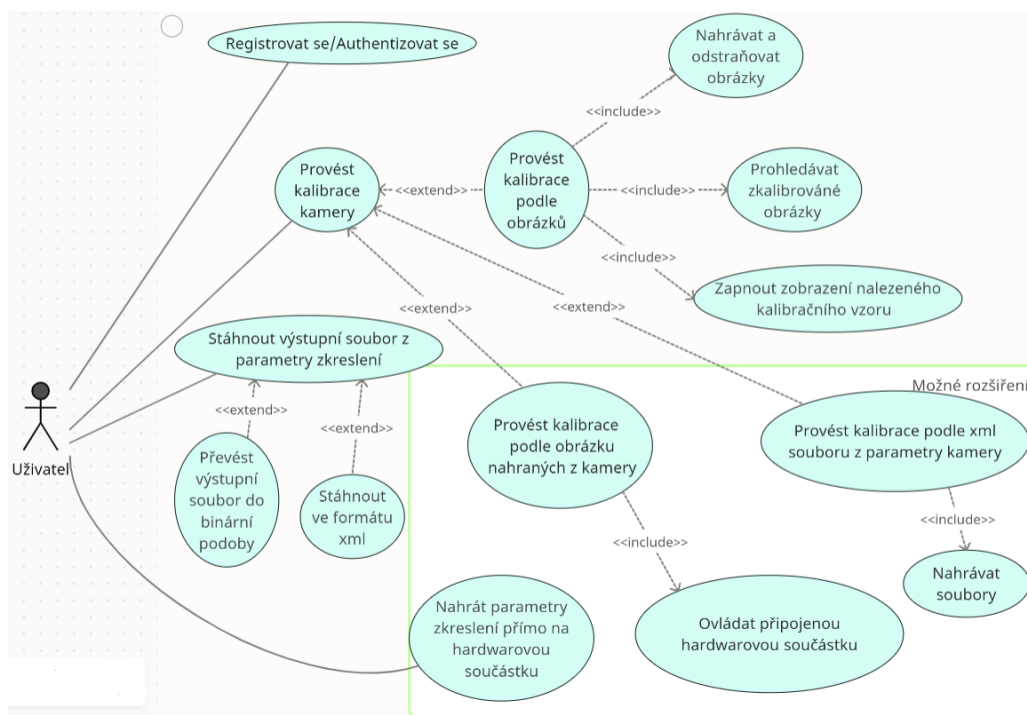 Registrovat se/Authentizovat se
Nahrávat a
odstraňovat
obrázky
<<include>>
Provést
kalibrace
kamery
<<extend>>
Provést
kalibrace
podle
obrázků
<<include>>
Prohledávat
zkalibrováné
obrázky
<<include>>
Zapnout zobrazení nalezeného
kalibračního vzoru
<<extend>>
<<extend>>
Stáhnout výstupní soubor z
parametry zkreslení
<<extend>>
<<extend>>
Převést
výstupní
soubor do
binární
podoby
Stáhnout
ve formátu
xml
Uživatel
Možné rozšiření
Provést kalibrace
podle obrázku
nahraných z kamery
Provést kalibrace podle xml
souboru z parametry kamery
<<include>>
<<include>>
Nahrávat
soubory
Nahrát parametry
zkreslení přímo na
hardwarovou
součástku
Ovládat připojenou
hardwarovou součástku